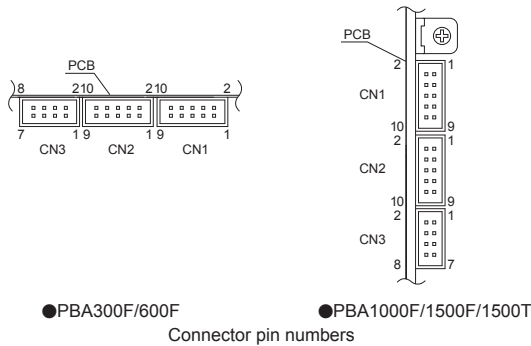 PCB
8 2 10 2 10 2
7 1 9 1 9 1
CN3 CN2 CN1
PCB
2 1
CN1
10 9
2 1
CN2
10 9
2 1
CN3
8 7
●PBA300F/600F
●PBA1000F/1500F/1500T
Connector pin numbers